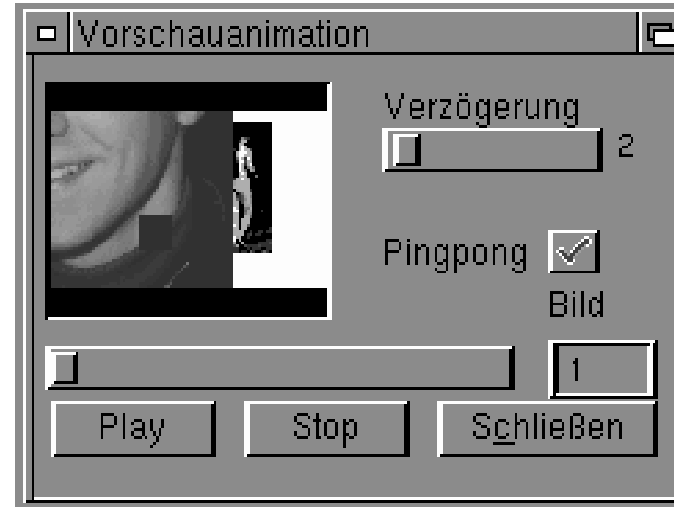 Vorschauanimation
Verzögerung
2
Pingpong
Bild
1
Play Stop Schließen